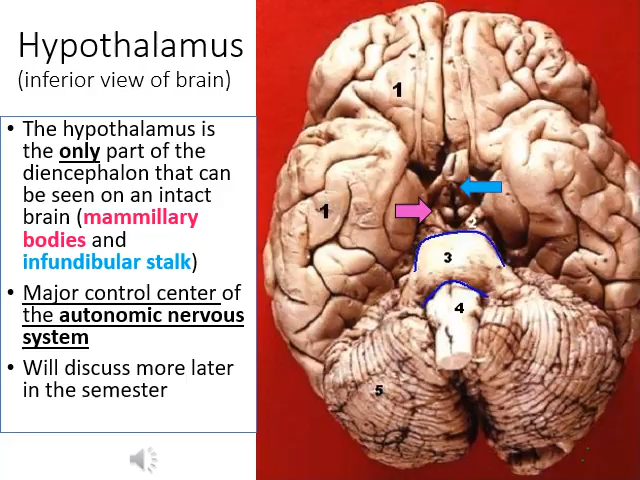 Hypothalamus
(inferior view of brain)
• The hypothalamus is
the only part of the
diencephalon that can
be seen on an intact
brain (mammillary
bodies and
infundibular stalk)
• Major control center of
the autonomic nervous
system
• Will discuss more later
in the semester
1
1
2
3
4
5